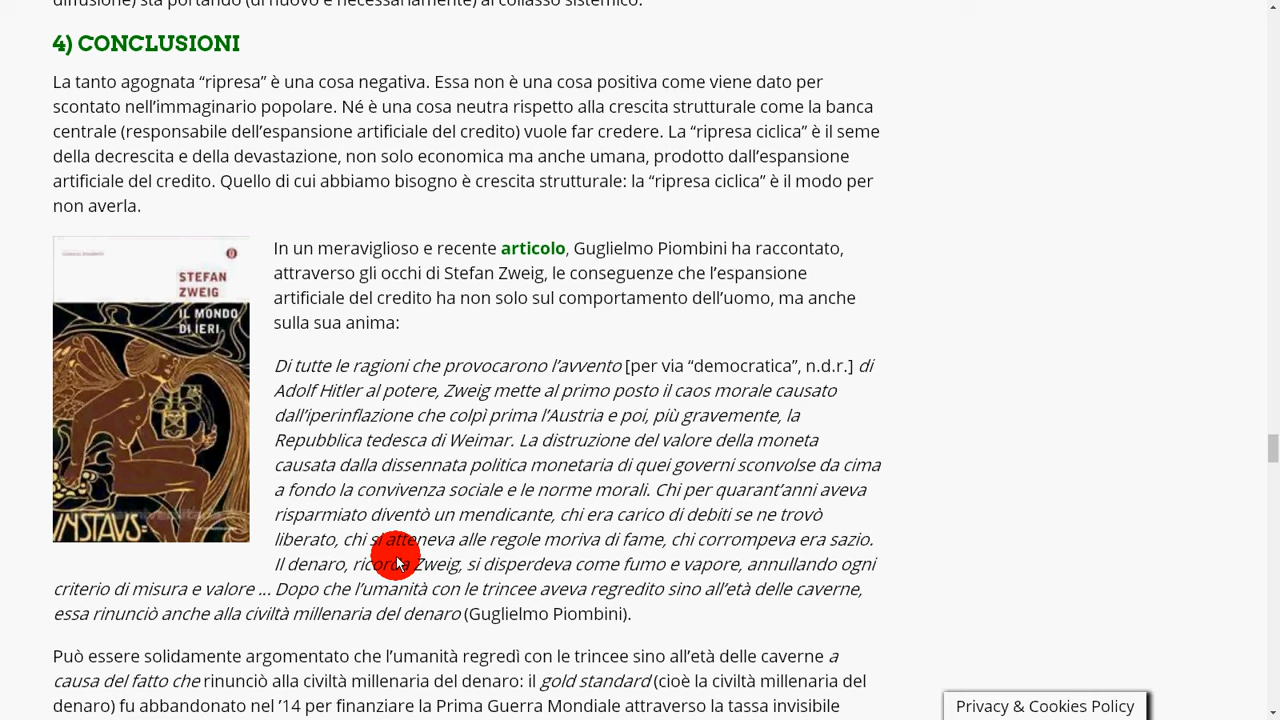 diffusione) sta portando (di nuovo e necessariamente) al collasso sistemico.
4) CONCLUSIONI
La tanto agognata “ripresa” è una cosa negativa. Essa non è una cosa positiva come viene dato per
scontato nell’immaginario popolare. Né è una cosa neutra rispetto alla crescita strutturale come la banca
centrale (responsabile dell’espansione artificiale del credito) vuole far credere. La “ripresa ciclica” è il seme
della decrescita e della devastazione, non solo economica ma anche umana, prodotto dall’espansione
artificiale del credito. Quello di cui abbiamo bisogno è crescita strutturale: la “ripresa ciclica” è il modo per
non averla.
STEFAN
ZWEIG
IL MONDO
DI IERI
In un meraviglioso e recente articolo, Guglielmo Piombini ha raccontato,
attraverso gli occhi di Stefan Zweig, le conseguenze che l’espansione
artificiale del credito ha non solo sul comportamento dell’uomo, ma anche
sulla sua anima:
Di tutte le ragioni che provocarono l’avvento [per via “democratica”, n.d.r.] di
Adolf Hitler al potere, Zweig mette al primo posto il caos morale causato
dall’iperinflazione che colpì prima l’Austria e poi, più gravemente, la
Repubblica tedesca di Weimar. La distruzione del valore della moneta
causata dalla dissennata politica monetaria di quei governi sconvolse da cima
a fondo la convivenza sociale e le norme morali. Chi per quarant’anni aveva
risparmiato diventò un mendicante, chi era carico di debiti se ne trovò
liberato, chi si atteneva alle regole moriva di fame, chi corrompeva era sazio.
Il denaro, ricorda Zweig, si disperdeva come fumo e vapore, annullando ogni
criterio di misura e valore ... Dopo che l’umanità con le trincee aveva regredito sino all’età delle caverne,
essa rinunciò anche alla civiltà millenaria del denaro (Guglielmo Piombini).
Può essere solidamente argomentato che l’umanità regredì con le trincee sino all’età delle caverne a
causa del fatto che rinunciò alla civiltà millenaria del denaro: il gold standard (cioè la civiltà millenaria del
denaro) fu abbandonato nel ’14 per finanziare la Prima Guerra Mondiale attraverso la tassa invisibile
Privacy & Cookies Policy